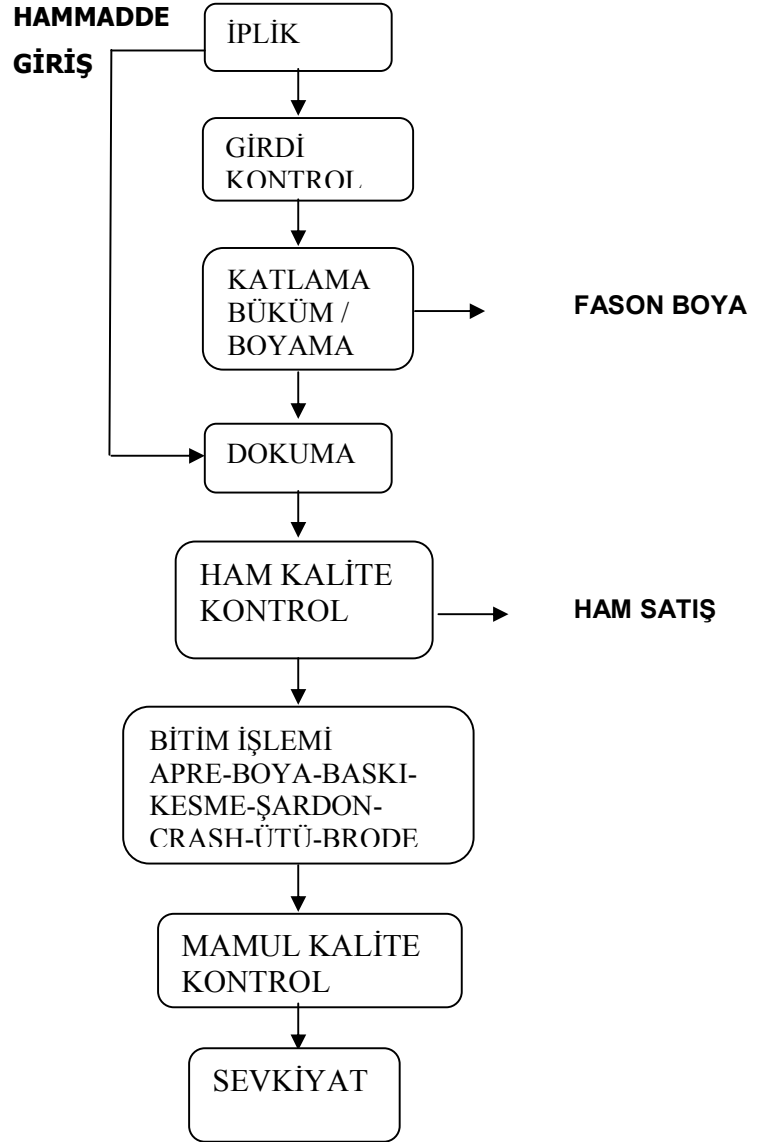 HAMMADDE
GİRİŞ
İPLİK
GİRDİ
KONTROL
KATLAMA
BÜKÜM /
BOYAMA
FASON BOYA
DOKUMA
HAM KALİTE
KONTROL
HAM SATIŞ
BİTİM İŞLEMİ
APRE-BOYA-BASKI-
KESME-ŞARDON-
CRASH-ÜTÜ-BRODE
MAMUL KALİTE
KONTROL
SEVKİYAT